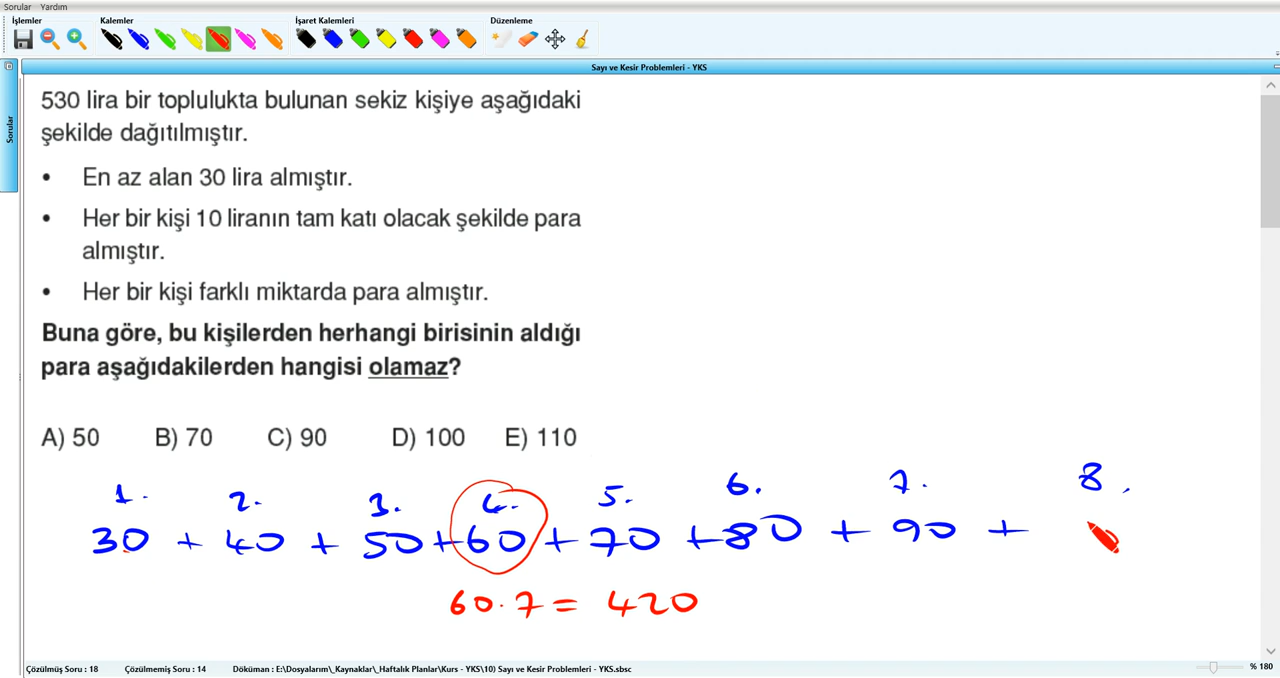 Sorular Yardım
İşlemler Kalemler İşaret Kalemleri Düzenleme
Sayı ve Kesir Problemleri - YKS
Sorular
530 lira bir toplulukta bulunan sekiz kişiye aşağıdaki
şekilde dağıtılmıştır.
• En az alan 30 lira almıştır.
• Her bir kişi 10 liranın tam katı olacak şekilde para
almıştır.
• Her bir kişi farklı miktarda para almıştır.
Buna göre, bu kişilerden herhangi birisinin aldığı
para aşağıdakilerden hangisi olamaz?
A) 50 B) 70 C) 90 D) 100 E) 110
1. 2. 3. 4. 5. 6. 7. 8.
30 + 40 + 50 + 60 + 70 + 80 + 90 +
60.7 = 420
Çözülmüş Soru : 18 Çözülmemiş Soru : 14 Döküman : E:\Dosyalarım\_Kaynaklar\_Haftalık Planlar\Kurs - YKS\10) Sayı ve Kesir Problemleri - YKS.sbsc % 180